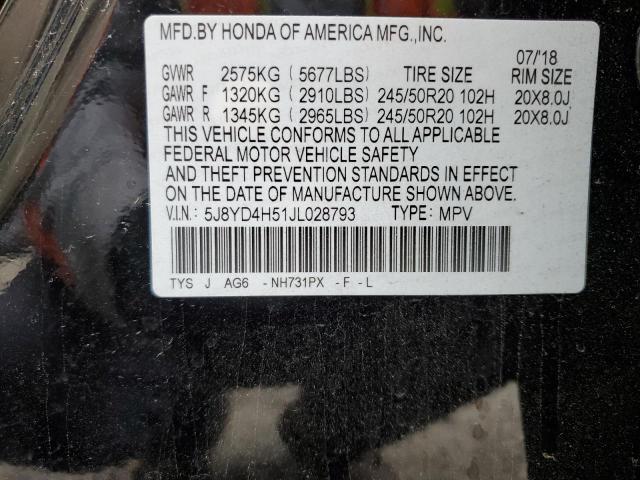 MFD.BY HONDA OF AMERICA MFG.,INC.
07/'18
GVWR 2575KG (5677LBS) TIRE SIZE RIM SIZE
GAWR F 1320KG (2910LBS) 245/50R20 102H 20X8.0J
GAWR R 1345KG (2965LBS) 245/50R20 102H 20X8.0J
THIS VEHICLE CONFORMS TO ALL APPLICABLE
FEDERAL MOTOR VEHICLE SAFETY
AND THEFT PREVENTION STANDARDS IN EFFECT
ON THE DATE OF MANUFACTURE SHOWN ABOVE.
V.I.N.: 5J8YD4H51JL028793 TYPE: MPV
TYS J AG6 -NH731PX -F -L